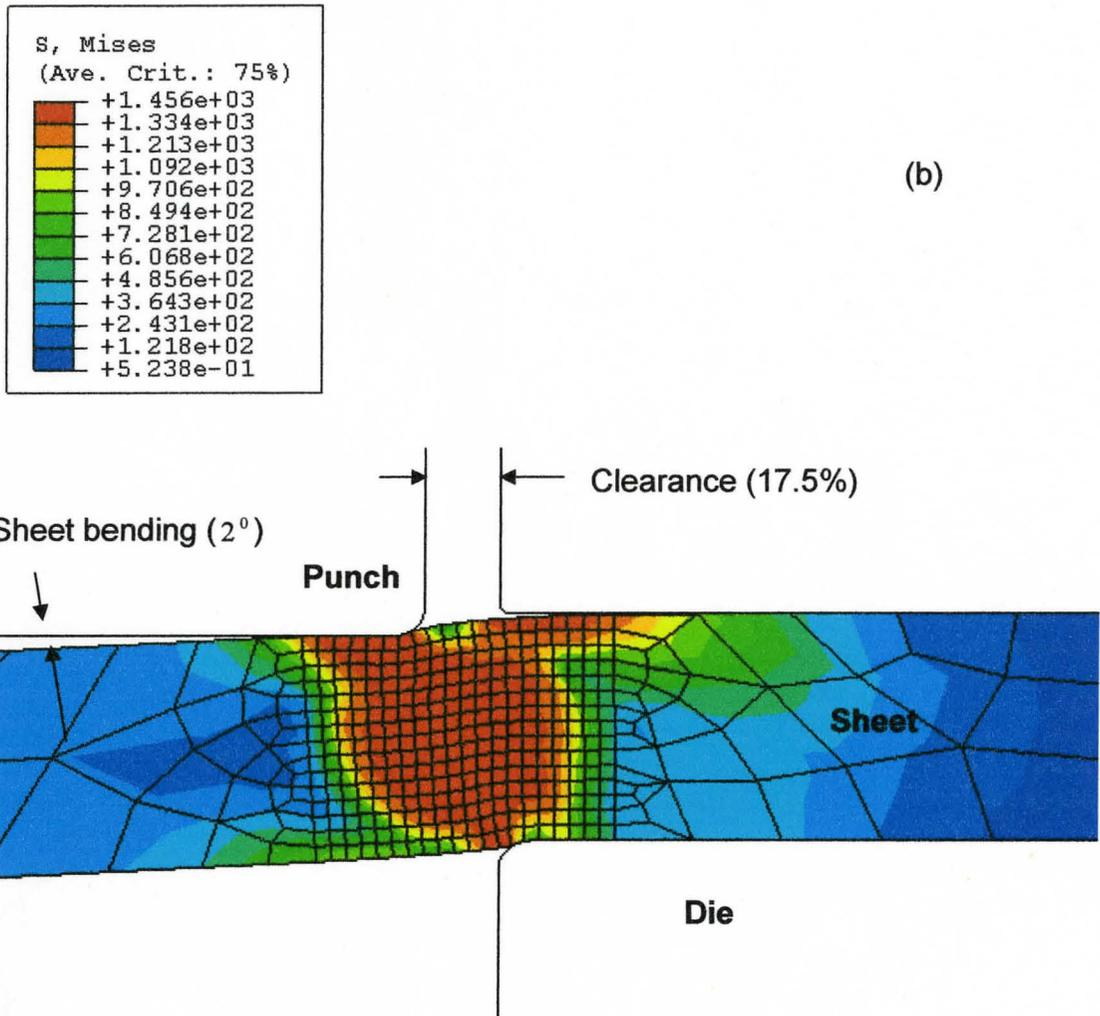 S, Mises
(Ave. Crit.: 75%)
+1.456e+03
+1.334e+03
+1.213e+03
+1.092e+03
+9.706e+02
+8.494e+02
+7.281e+02
+6.068e+02
+4.856e+02
+3.643e+02
+2.431e+02
+1.218e+02
+5.238e-01
(b)
Clearance (17.5%)
Sheet bending (2⁰)
Punch
Sheet
Die